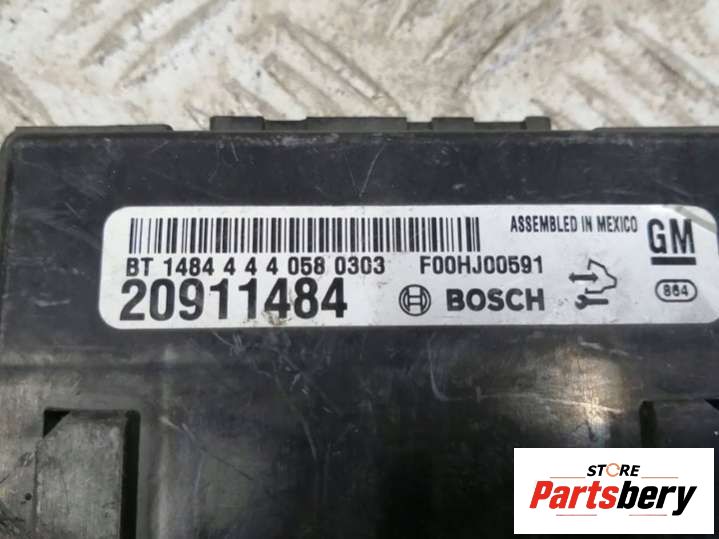 ASSEMBLED IN MEXICO
GM
BT 1484 4 4 4 058 0303 F00HJ00591
20911484 BOSCH
864
STORE
Partsbery